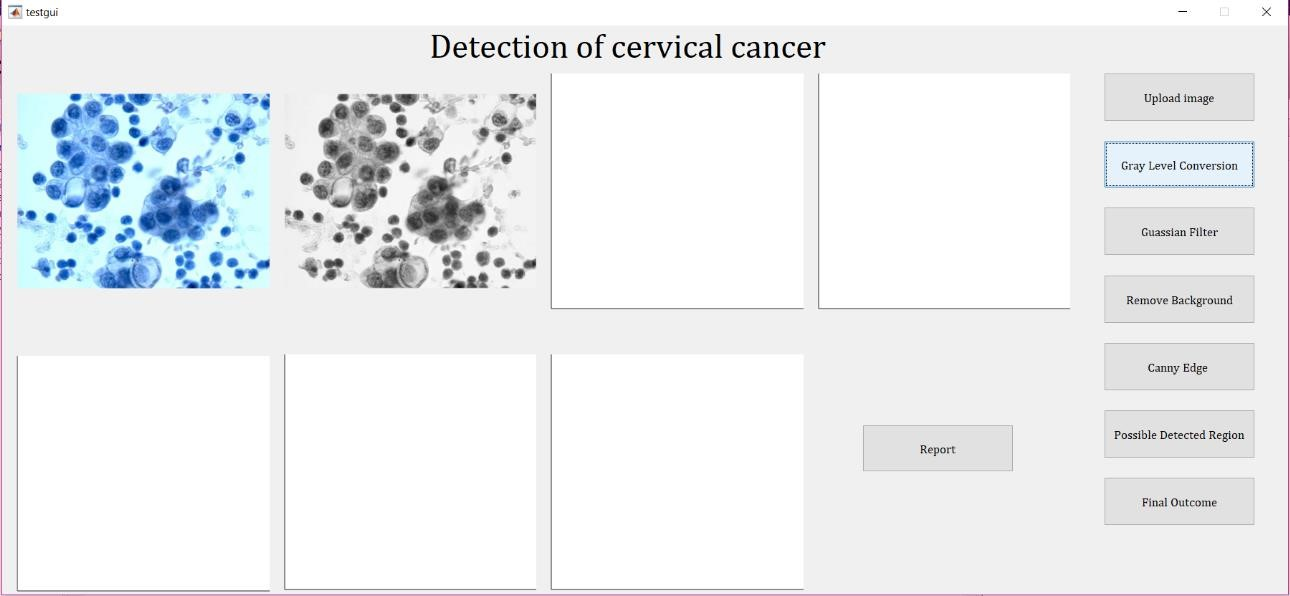 testgui
Detection of cervical cancer
Upload image
Gray Level Conversion
Guassian Filter
Remove Background
Canny Edge
Possible Detected Region
Report
Final Outcome